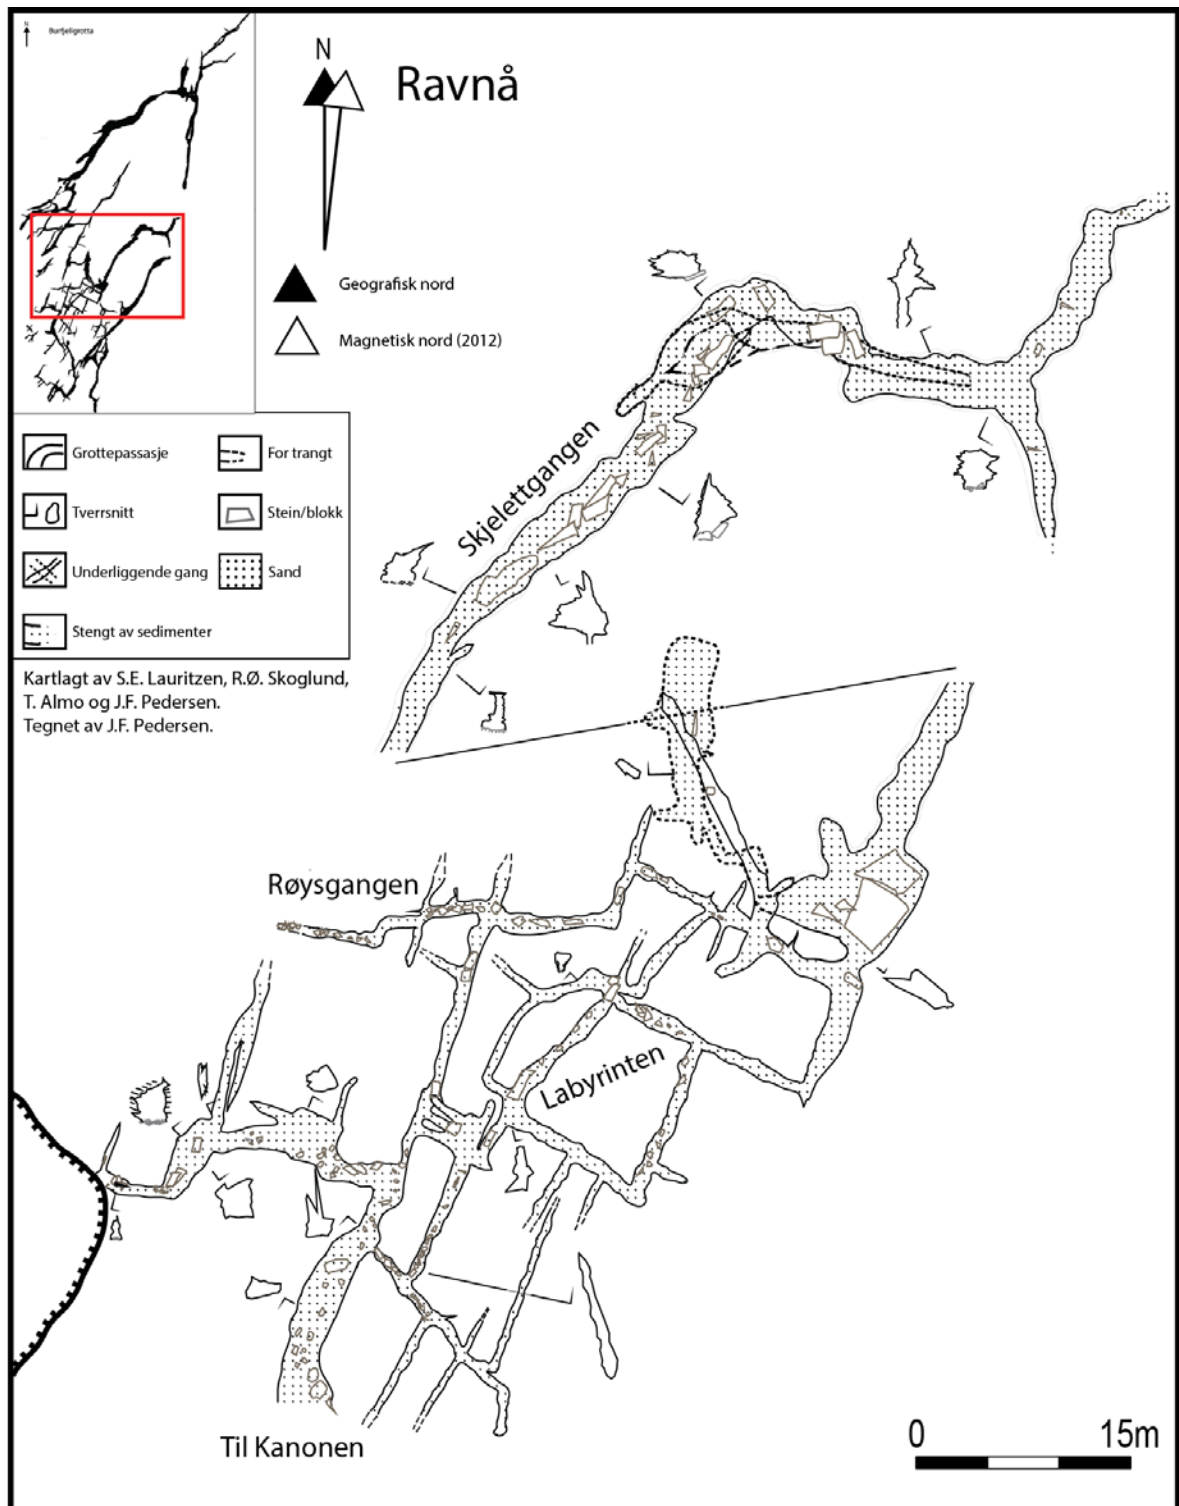 N
Burfjellgrotta
N
Ravnå
Geografisk nord
Magnetisk nord (2012)
Grottepassasje
For trangt
Tverrsnitt
Stein/blokk
Underliggende gang
Sand
Stengt av sedimenter
Kartlagt av S.E. Lauritzen, R.Ø. Skoglund,
T. Almo og J.F. Pedersen.
Tegnet av J.F. Pedersen.
Skjelettgangen
Røysgangen
Labyrinten
Til Kanonen
0 15m